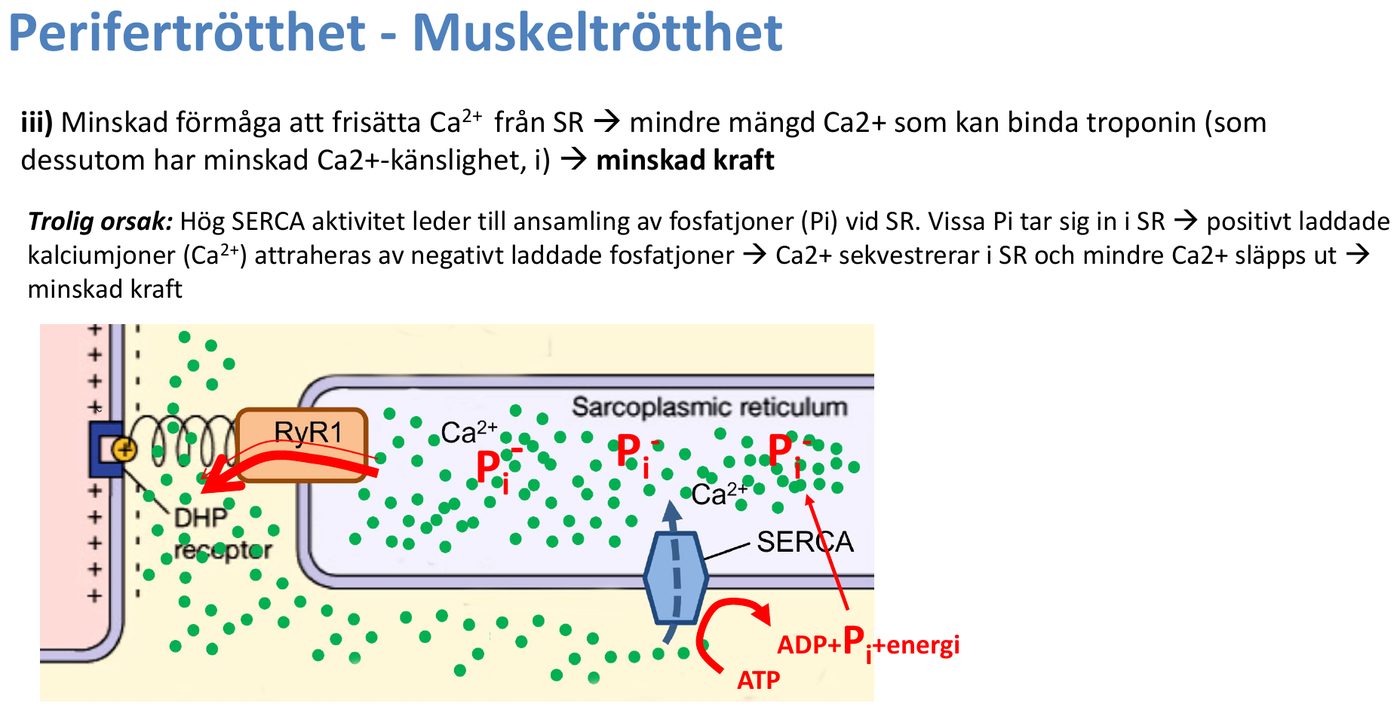 Perifertrötthet - Muskeltrötthet
iii) Minskad förmåga att frisätta Ca²⁺ från SR → mindre mängd Ca2+ som kan binda troponin (som
dessutom har minskad Ca2+-känslighet, i) → minskad kraft
Trolig orsak: Hög SERCA aktivitet leder till ansamling av fosfatjoner (Pi) vid SR. Vissa Pi tar sig in i SR → positivt laddade
kalciumjoner (Ca²⁺) attraheras av negativt laddade fosfatjoner → Ca2+ sekvestrerar i SR och mindre Ca2+ släpps ut →
minskad kraft
Sarcoplasmic reticulum
RyR1
Ca²⁺
Pᵢ⁻
Pᵢ⁻
Pᵢ⁻
Ca²⁺
DHP
receptor
SERCA
ADP+Pᵢ+energi
ATP